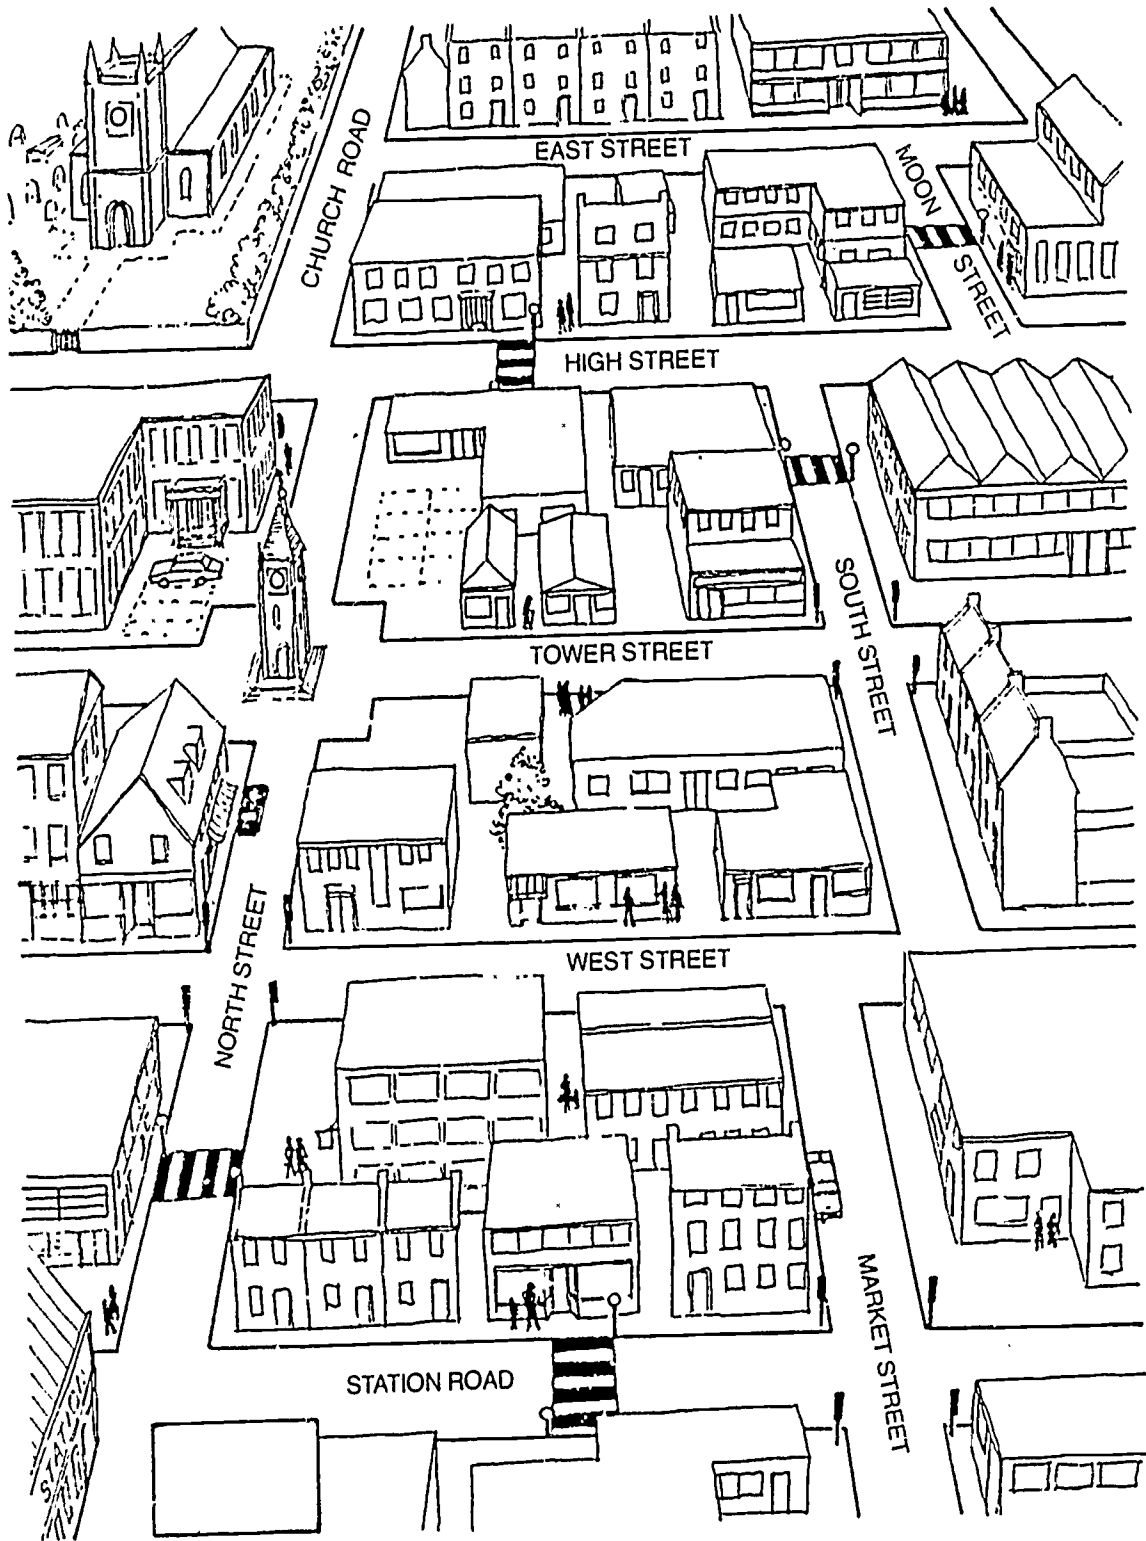 EAST STREET
CHURCH ROAD
MOON STREET
HIGH STREET
SOUTH STREET
TOWER STREET
NORTH STREET
WEST STREET
MARKET STREET
STATION ROAD
STATION